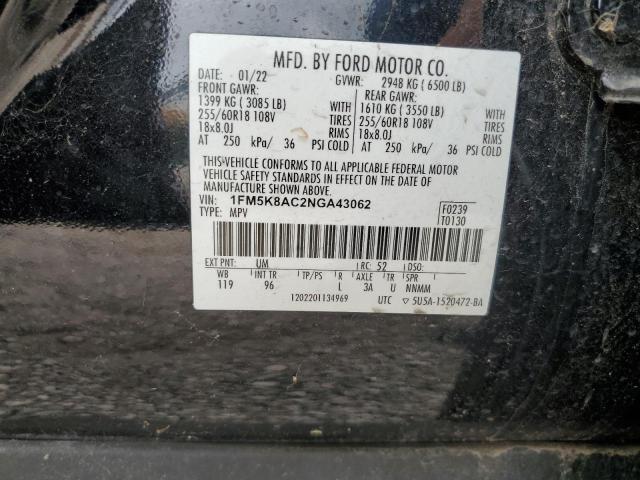 MFD. BY FORD MOTOR CO.
DATE: 01/22 GVWR: 2948 KG ( 6500 LB)
FRONT GAWR: REAR GAWR:
1399 KG ( 3085 LB) WITH 1610 KG ( 3550 LB) WITH
255/60R18 108V TIRES 255/60R18 108V TIRES
18x8.0J RIMS 18x8.0J RIMS
AT 250 kPa/ 36 PSI COLD AT 250 kPa/ 36 PSI COLD
THIS VEHICLE CONFORMS TO ALL APPLICABLE FEDERAL MOTOR
VEHICLE SAFETY STANDARDS IN EFFECT ON THE DATE OF
MANUFACTURE SHOWN ABOVE.
VIN: 1FM5K8AC2NGA43062 F0239
TYPE: MPV T0130
EXT PNT: UM RC: 52 DSO:
WB INT TR TP/PS R AXLE TR SPR
119 96 L 3A U NNMM
1202201134969 UTC ▽ 5U5A-1520472-BA